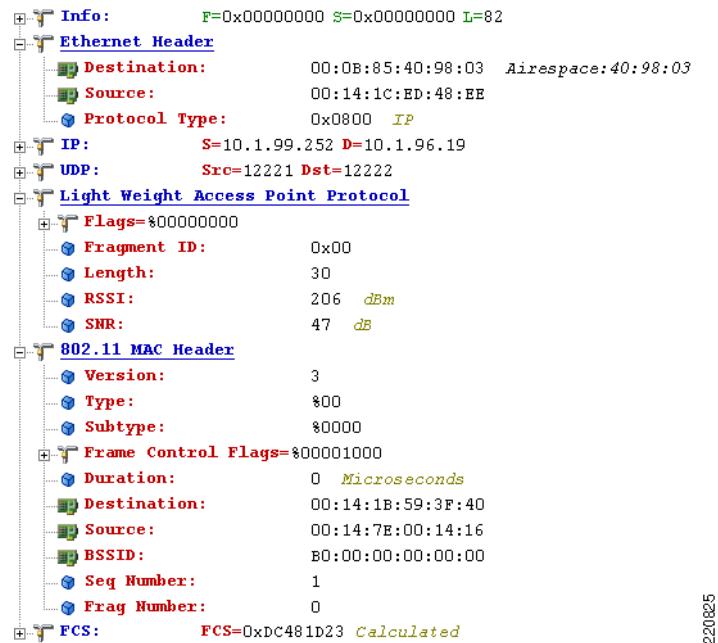 Info: F=0x00000000 S=0x00000000 L=82
Ethernet Header
Destination: 00:0B:85:40:98:03 Airespace:40:98:03
Source: 00:14:1C:ED:48:EE
Protocol Type: 0x0800 IP
IP: S=10.1.99.252 D=10.1.96.19
UDP: Src=12221 Dst=12222
Light Weight Access Point Protocol
Flags=%00000000
Fragment ID: 0x00
Length: 30
RSSI: 206 dBm
SNR: 47 dB
802.11 MAC Header
Version: 3
Type: %00
Subtype: %0000
Frame Control Flags=%00001000
Duration: 0 Microseconds
Destination: 00:14:1B:59:3F:40
Source: 00:14:7E:00:14:16
BSSID: B0:00:00:00:00:00
Seq Number: 1
Frag Number: 0
FCS: FCS=0xDC481D23 Calculated
220825